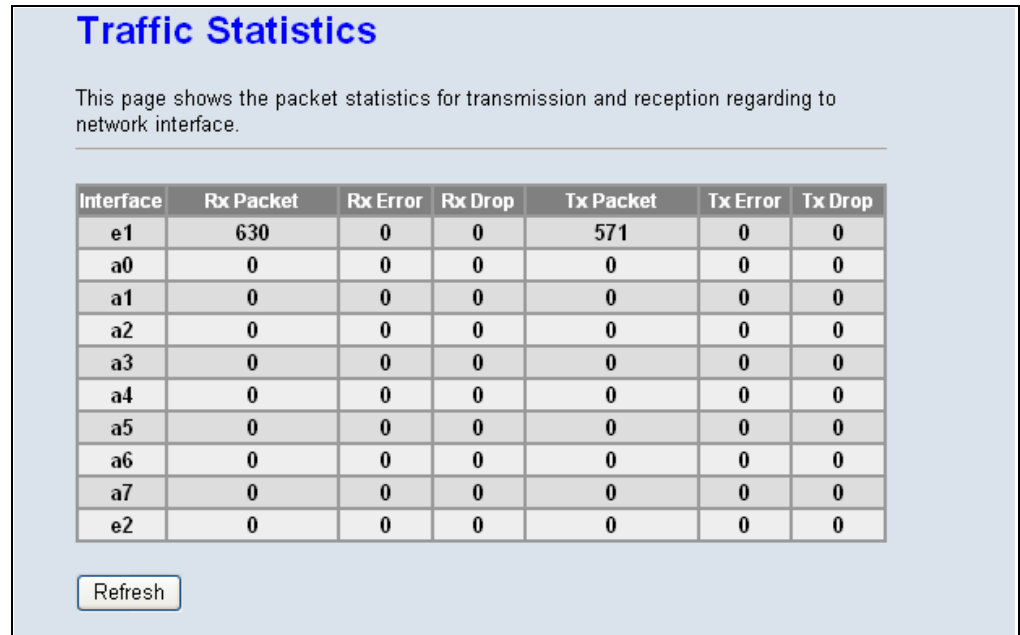 Traffic Statistics
This page shows the packet statistics for transmission and reception regarding to
network interface.
Interface Rx Packet Rx Error Rx Drop Tx Packet Tx Error Tx Drop
e1 630 0 0 571 0 0
a0 0 0 0 0 0 0
a1 0 0 0 0 0 0
a2 0 0 0 0 0 0
a3 0 0 0 0 0 0
a4 0 0 0 0 0 0
a5 0 0 0 0 0 0
a6 0 0 0 0 0 0
a7 0 0 0 0 0 0
e2 0 0 0 0 0 0
Refresh